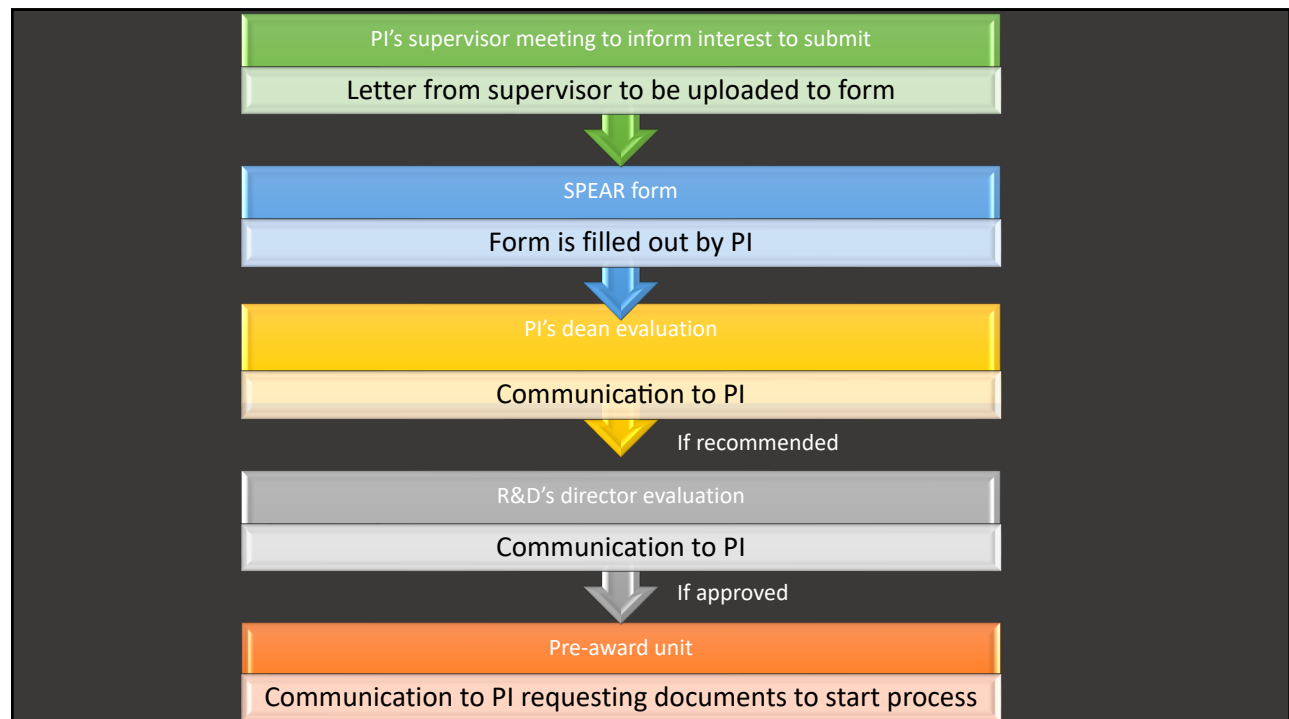 PI’s supervisor meeting to inform interest to submit
Letter from supervisor to be uploaded to form
SPEAR form
Form is filled out by PI
PI’s dean evaluation
Communication to PI
If recommended
R&D’s director evaluation
Communication to PI
If approved
Pre-award unit
Communication to PI requesting documents to start process